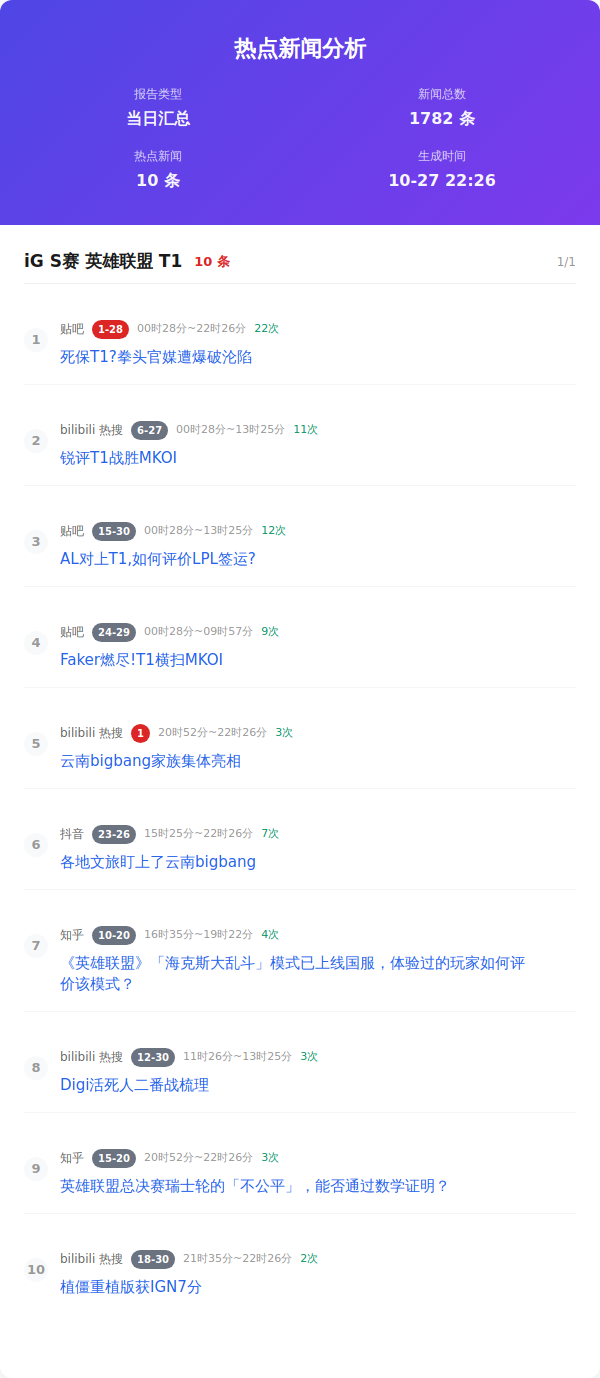 热点新闻分析
报告类型
新闻总数
当日汇总
1782 条
热点新闻
生成时间
10 条
10-27 22:26
iG S赛 英雄联盟 T1 10 条 1/1
1 贴吧 1-28 00时28分~22时26分 22次
死保T1?拳头官媒遭爆破沦陷
2 bilibili 热搜 6-27 00时28分~13时25分 11次
锐评T1战胜MKOI
3 贴吧 15-30 00时28分~13时25分 12次
AL对上T1,如何评价LPL签运?
4 贴吧 24-29 00时28分~09时57分 9次
Faker燃尽!T1横扫MKOI
5 bilibili 热搜 1 20时52分~22时26分 3次
云南bigbang家族集体亮相
6 抖音 23-26 15时25分~22时26分 7次
各地文旅盯上了云南bigbang
7 知乎 10-20 16时35分~19时22分 4次
《英雄联盟》「海克斯大乱斗」模式已上线国服，体验过的玩家如何评
价该模式？
8 bilibili 热搜 12-30 11时26分~13时25分 3次
Digi活死人二番战梳理
9 知乎 15-20 20时52分~22时26分 3次
英雄联盟总决赛瑞士轮的「不公平」，能否通过数学证明？
10 bilibili 热搜 18-30 21时35分~22时26分 2次
植僵重植版获IGN7分